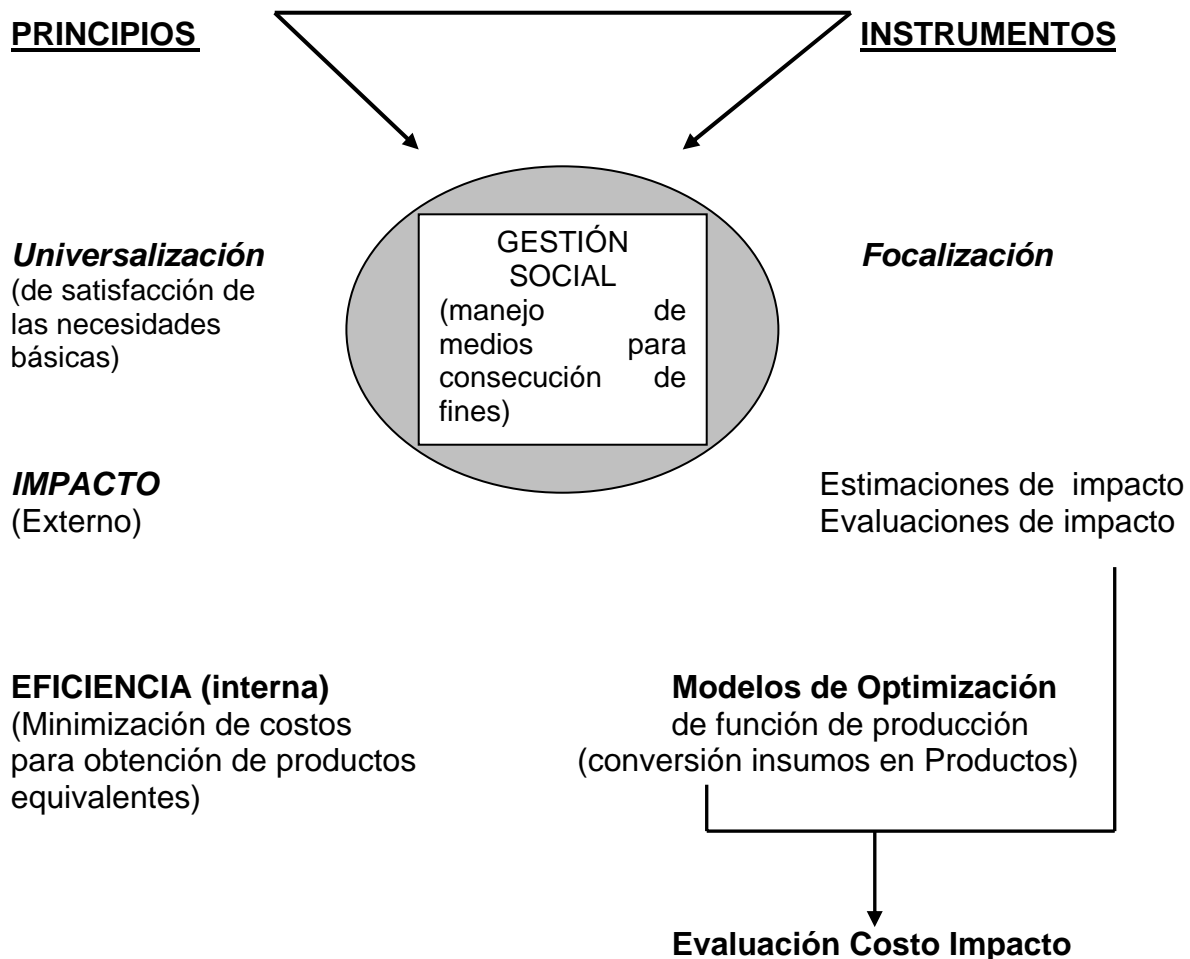 PRINCIPIOS
INSTRUMENTOS
GESTIÓN
SOCIAL
(manejo de
medios para
consecución de
fines)
Universalización
(de satisfacción de
las necesidades
básicas)
Focalización
IMPACTO
(Externo)
Estimaciones de impacto
Evaluaciones de impacto
EFICIENCIA (interna)
(Minimización de costos
para obtención de productos
equivalentes)
Modelos de Optimización
de función de producción
(conversión insumos en Productos)
Evaluación Costo Impacto